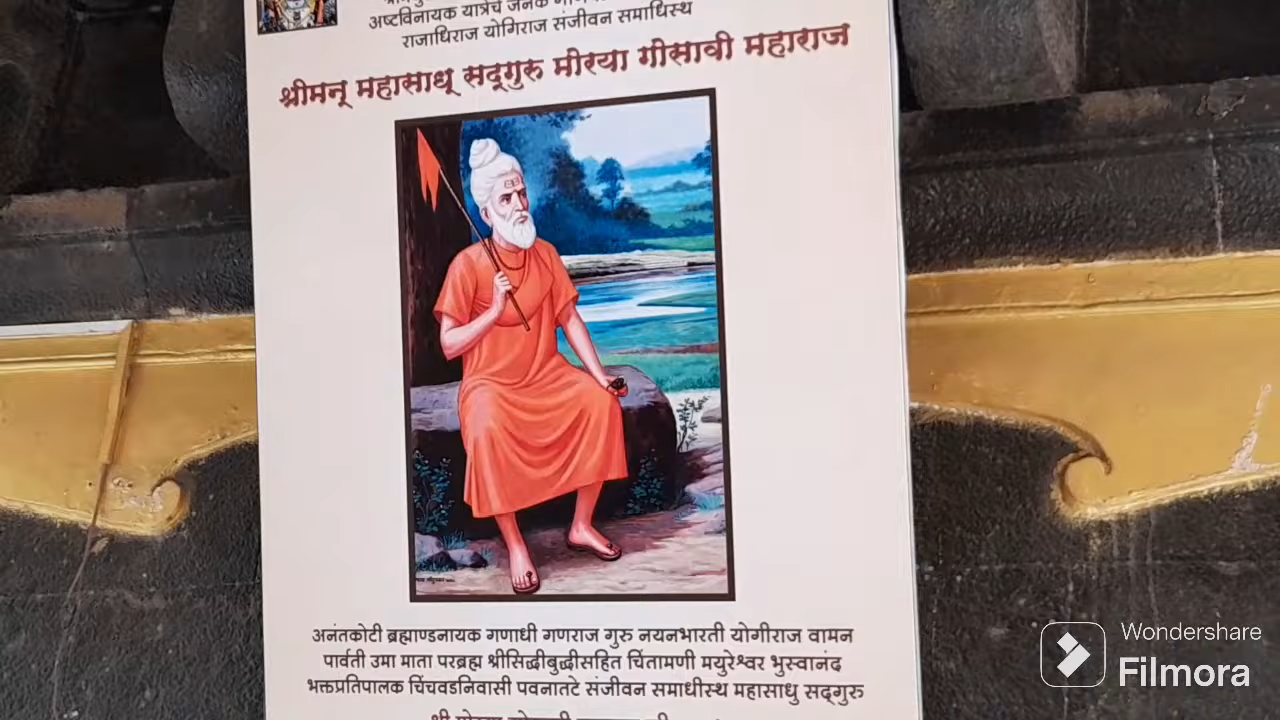 अष्टविनायक यात्रेचे जनक
राजाधिराज योगिराज संजीवन समाधिस्थ
श्रीमन् महासाधू सद्‌गुरु मोरया गोसावी महाराज
अनंतकोटी ब्रह्माण्डनायक गणाधी गणराज गुरु नयनभारती योगीराज वामन
पार्वती उमा माता परब्रह्म श्रीसिद्धीबुद्धीसहित चिंतामणी मयुरेश्वर भुस्वानंद
भक्तप्रतिपालक चिंचवडनिवासी पवनातटे संजीवन समाधीस्थ महासाधु सद्‌गुरु
Wondershare
Filmora